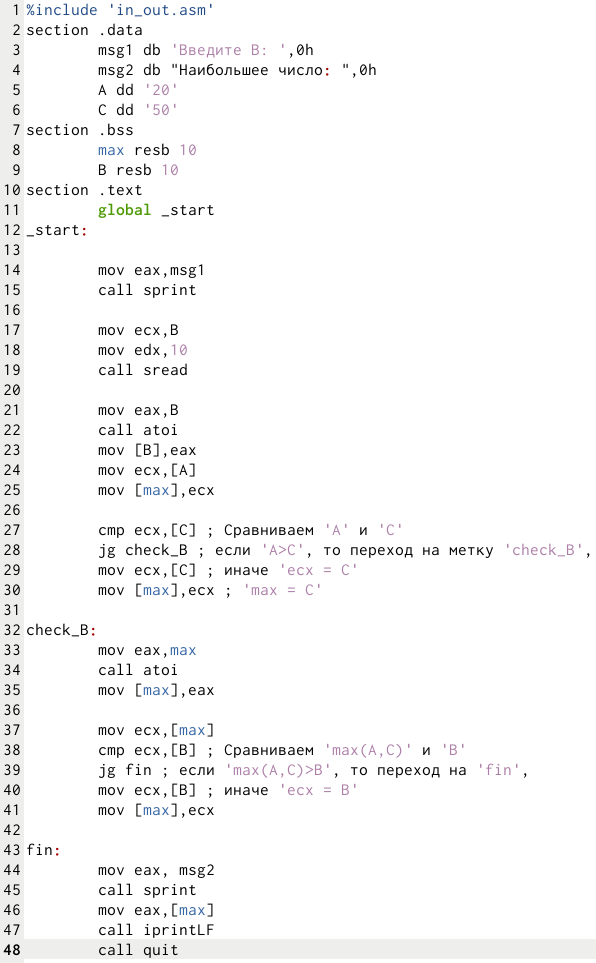 1 %include 'in_out.asm'
2 section .data
3 msg1 db 'Введите B: ',0h
4 msg2 db "Наибольшее число: ",0h
5 A dd '20'
6 C dd '50'
7 section .bss
8 max resb 10
9 B resb 10
10 section .text
11 global _start
12 _start:
13
14 mov eax,msg1
15 call sprint
16
17 mov ecx,B
18 mov edx,10
19 call sread
20
21 mov eax,B
22 call atoi
23 mov [B],eax
24 mov ecx,[A]
25 mov [max],ecx
26
27 cmp ecx,[C] ; Сравниваем 'A' и 'C'
28 jg check_B ; если 'A>C', то переход на метку 'check_B',
29 mov ecx,[C] ; иначе 'ecx = C'
30 mov [max],ecx ; 'max = C'
31
32 check_B:
33 mov eax,max
34 call atoi
35 mov [max],eax
36
37 mov ecx,[max]
38 cmp ecx,[B] ; Сравниваем 'max(A,C)' и 'B'
39 jg fin ; если 'max(A,C)>B', то переход на 'fin',
40 mov ecx,[B] ; иначе 'ecx = B'
41 mov [max],ecx
42
43 fin:
44 mov eax, msg2
45 call sprint
46 mov eax,[max]
47 call iprintLF
48 call quit